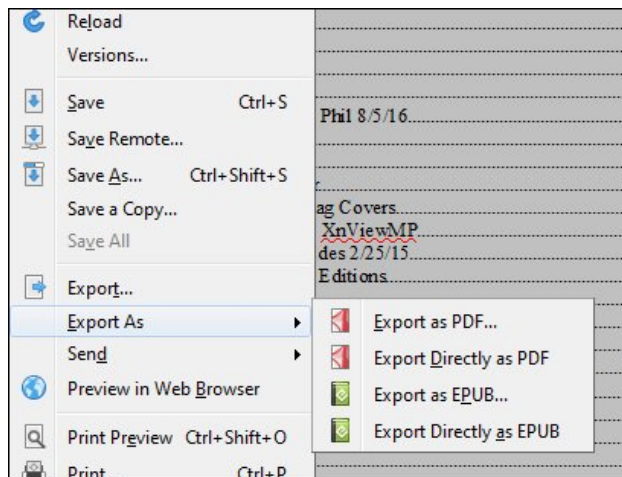 Reload
Versions...
Save Ctrl+S
Save Remote...
Save As... Ctrl+Shift+S
Save a Copy...
Save All
Export...
Export As
Send
Preview in Web Browser
Print Preview Ctrl+Shift+O
Print... Ctrl+P
Phil 8/5/16
ag Covers
XnViewMP
des 2/25/15
Editions
Export as PDF...
Export Directly as PDF
Export as EPUB...
Export Directly as EPUB